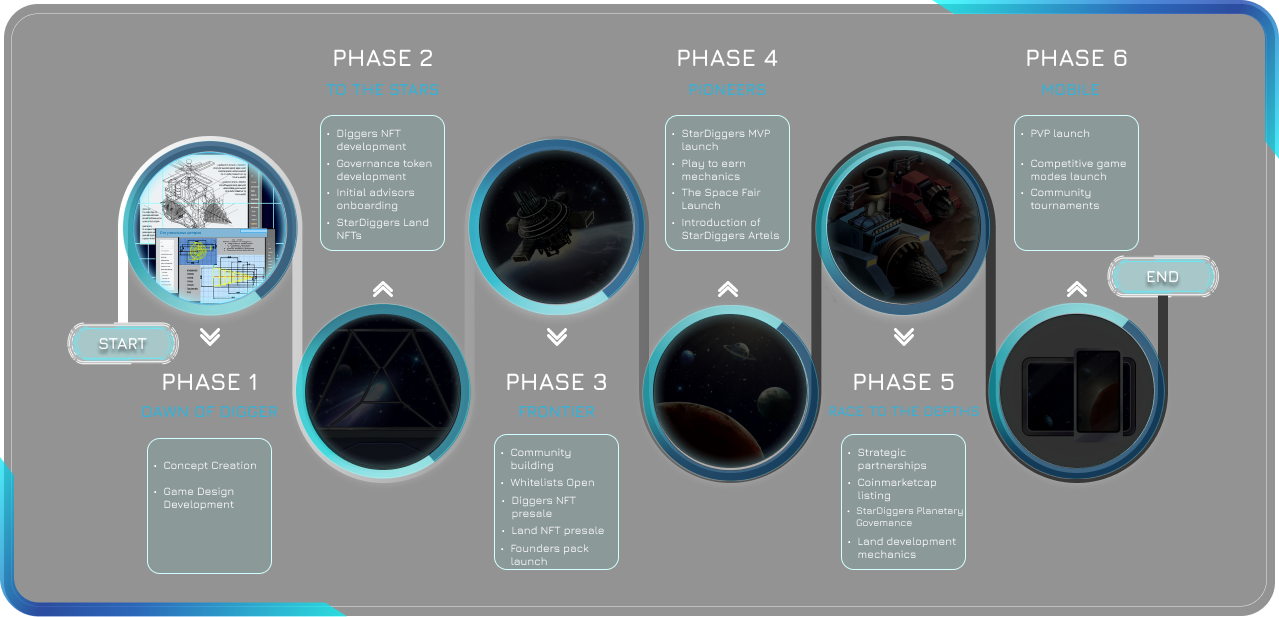 START
PHASE 1
DAWN OF DIGGER
• Concept Creation
• Game Design
Development
PHASE 2
TO THE STARS
• Diggers NFT
development
• Governance token
development
• Initial advisors
onboarding
• StarDiggers Land
NFTs
PHASE 3
FRONTIER
• Community
building
• Whitelists Open
• Diggers NFT
presale
• Land NFT presale
• Founders pack
launch
PHASE 4
PIONEERS
• StarDiggers MVP
launch
• Play to earn
mechanics
• The Space Fair
Launch
• Introduction of
StarDiggers Artels
PHASE 5
RACE TO THE DEPTHN
• Strategic
partnerships
• Coinmarketcap
listing
• StarDiggers Planetary
Govemance
• Land development
mechanics
PHASE 6
MOBILE
• PVP launch
• Competitive game
modes launch
• Community
tournaments
END